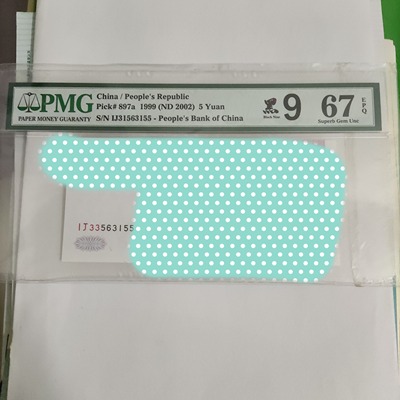 PMG
PAPER MONEY GUARANTY
China / People's Republic
Pick# 897a 1999 (ND 2002) 5 Yuan
S/N IJ31563155 - People's Bank of China
9
67 EPQ
Superb Gem Unc
IJ33563155